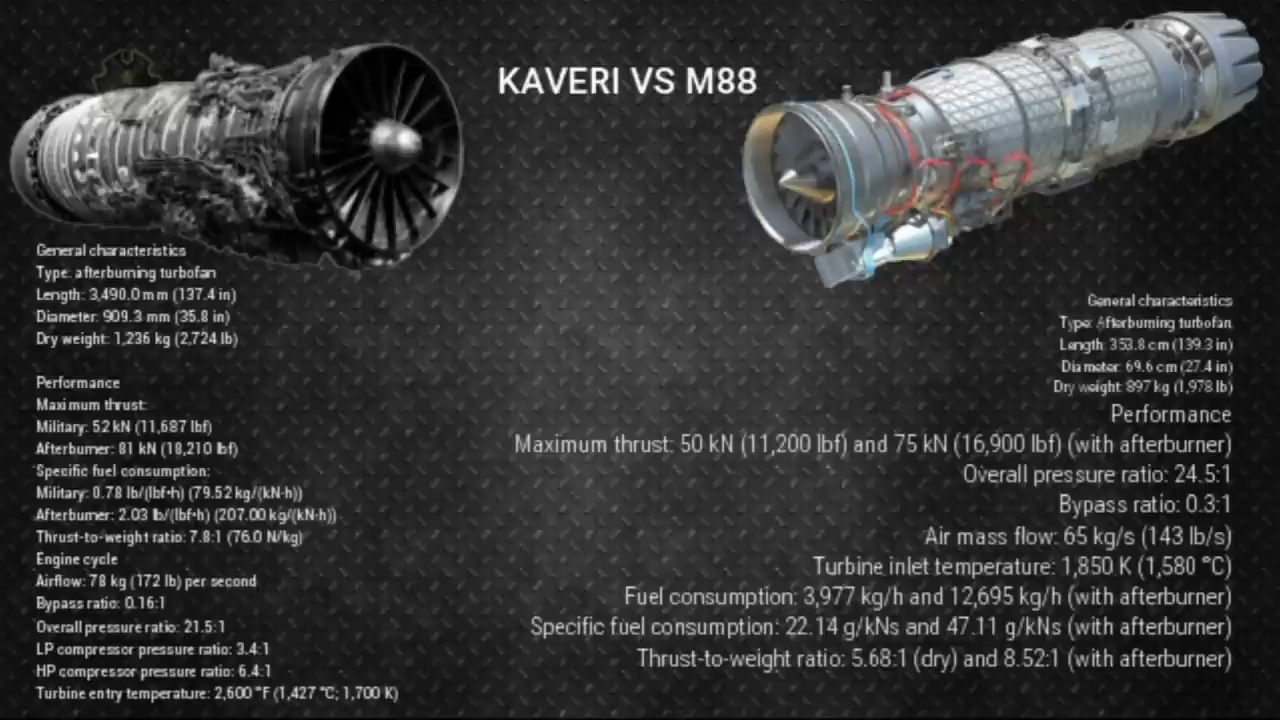 KAVERI VS M88
General characteristics
Type: afterburning turbofan
Length: 3,490.0 mm (137.4 in)
Diameter: 909.3 mm (35.8 in)
Dry weight: 1,236 kg (2,724 lb)
Performance
Maximum thrust:
Military: 52 kN (11,687 lbf)
Afterburner: 81 kN (18,210 lbf)
Specific fuel consumption:
Military: 0.78 lb/(lbf·h) (79.52 kg/(kN·h))
Afterburner: 2.03 lb/(lbf·h) (207.00 kg/(kN·h))
Thrust-to-weight ratio: 7.8:1 (76.0 N/kg)
Engine cycle
Airflow: 78 kg (172 lb) per second
Bypass ratio: 0.16:1
Overall pressure ratio: 21.5:1
LP compressor pressure ratio: 3.4:1
HP compressor pressure ratio: 6.4:1
Turbine entry temperature: 2,600 °F (1,427 °C; 1,700 K)
General characteristics
Type: Afterburning turbofan
Length: 353.8 cm (139.3 in)
Diameter: 69.6 cm (27.4 in)
Dry weight: 897 kg (1,978 lb)
Performance
Maximum thrust: 50 kN (11,200 lbf) and 75 kN (16,900 lbf) (with afterburner)
Overall pressure ratio: 24.5:1
Bypass ratio: 0.3:1
Air mass flow: 65 kg/s (143 lb/s)
Turbine inlet temperature: 1,850 K (1,580 °C)
Fuel consumption: 3,977 kg/h and 12,695 kg/h (with afterburner)
Specific fuel consumption: 22.14 g/kNs and 47.11 g/kNs (with afterburner)
Thrust-to-weight ratio: 5.68:1 (dry) and 8.52:1 (with afterburner)